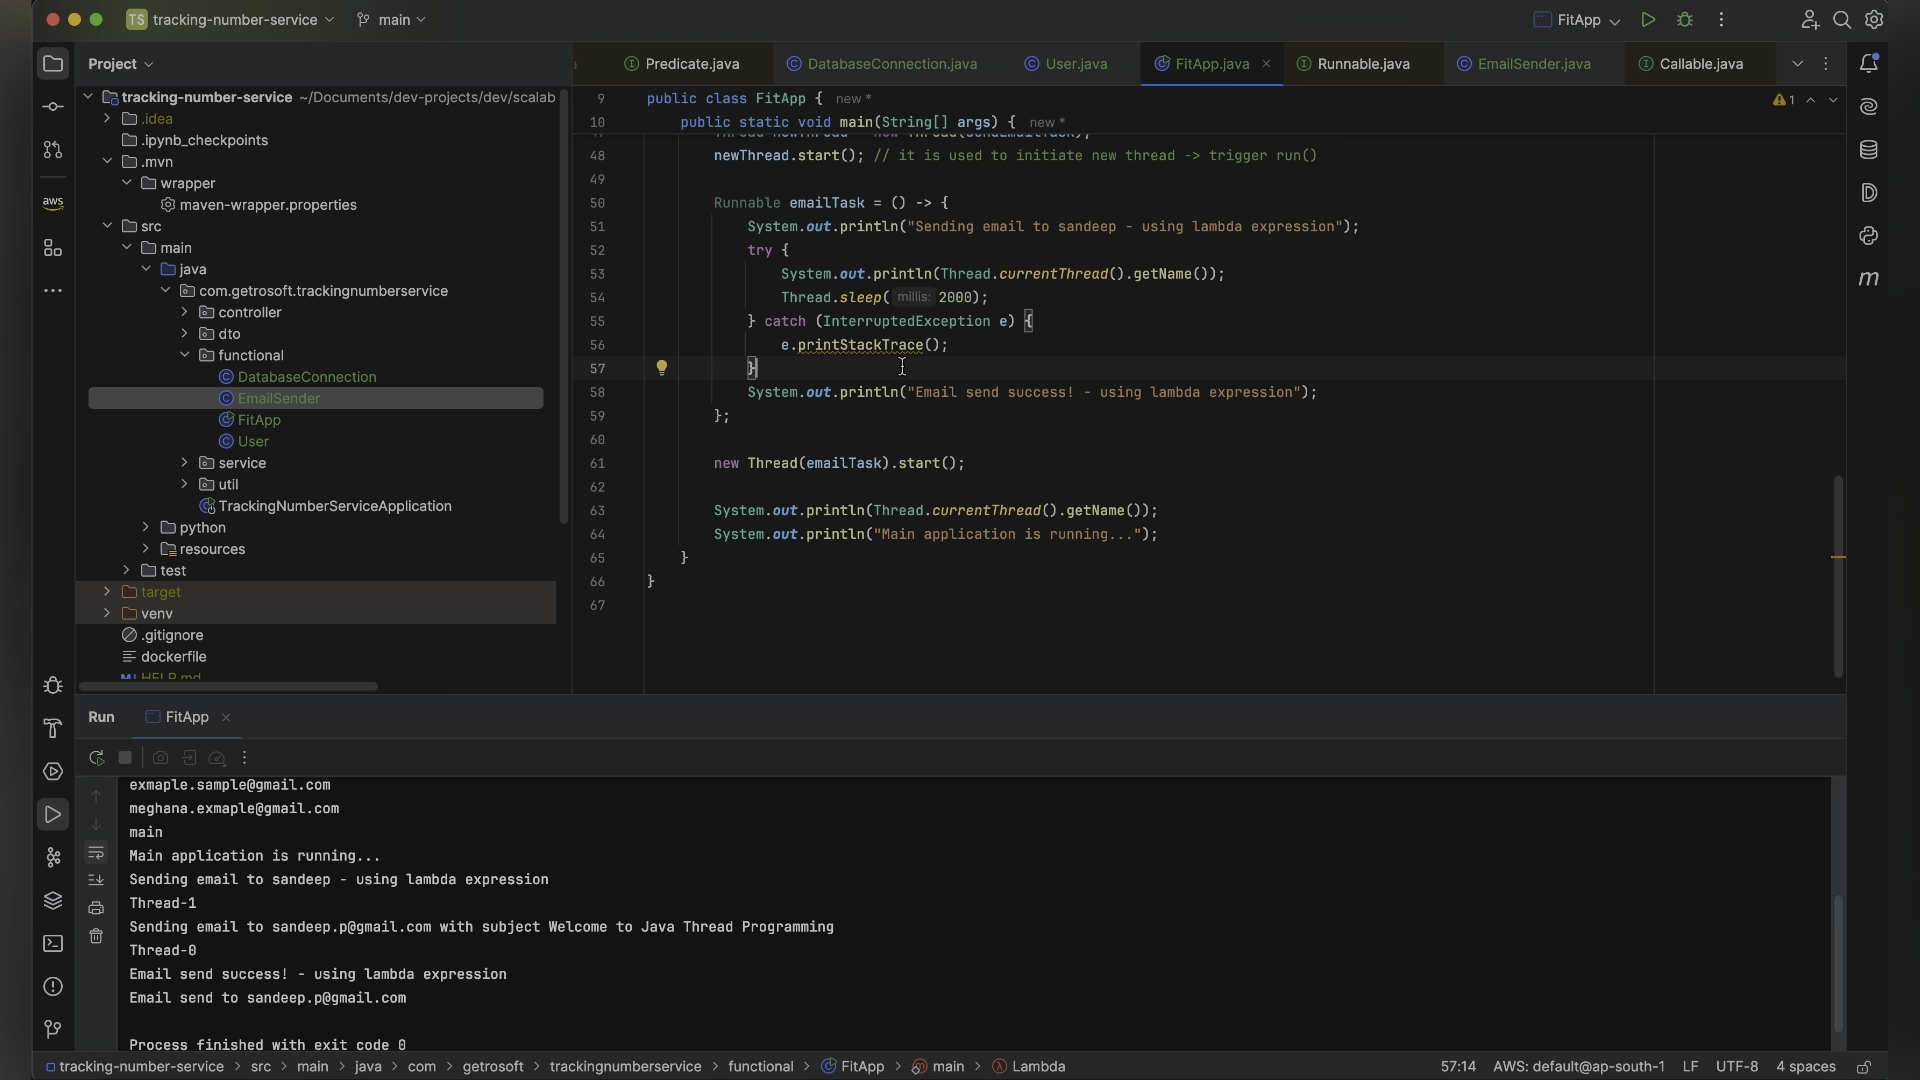 TS tracking-number-service main
FitApp
Project
Predicate.java DatabaseConnection.java User.java FitApp.java Runnable.java EmailSender.java Callable.java
tracking-number-service ~/Documents/dev-projects/dev/scalab
.idea
.ipynb_checkpoints
.mvn
wrapper
maven-wrapper.properties
aws
src
main
java
com.getrosoft.trackingnumberservice
controller
dto
functional
DatabaseConnection
EmailSender
FitApp
User
service
util
TrackingNumberServiceApplication
python
resources
test
target
venv
.gitignore
dockerfile
HELP.md
9 public class FitApp { new *
10 public static void main(String[] args) { new *
1
48 newThread.start(); // it is used to initiate new thread -> trigger run()
49
50 Runnable emailTask = () -> {
51 System.out.println("Sending email to sandeep - using lambda expression");
52 try {
53 System.out.println(Thread.currentThread().getName());
54 Thread.sleep( millis: 2000);
55 } catch (InterruptedException e) {
56 e.printStackTrace();
57 }
58 System.out.println("Email send success! - using lambda expression");
59 };
60
61 new Thread(emailTask).start();
62
63 System.out.println(Thread.currentThread().getName());
64 System.out.println("Main application is running...");
65 }
66 }
67
Run FitApp
exmaple.sample@gmail.com
meghana.exmaple@gmail.com
main
Main application is running...
Sending email to sandeep - using lambda expression
Thread-1
Sending email to sandeep.p@gmail.com with subject Welcome to Java Thread Programming
Thread-0
Email send success! - using lambda expression
Email send to sandeep.p@gmail.com
Process finished with exit code 0
tracking-number-service > src > main > java > com > getrosoft > trackingnumberservice > functional > FitApp > main > Lambda
57:14 AWS: default@ap-south-1 LF UTF-8 4 spaces